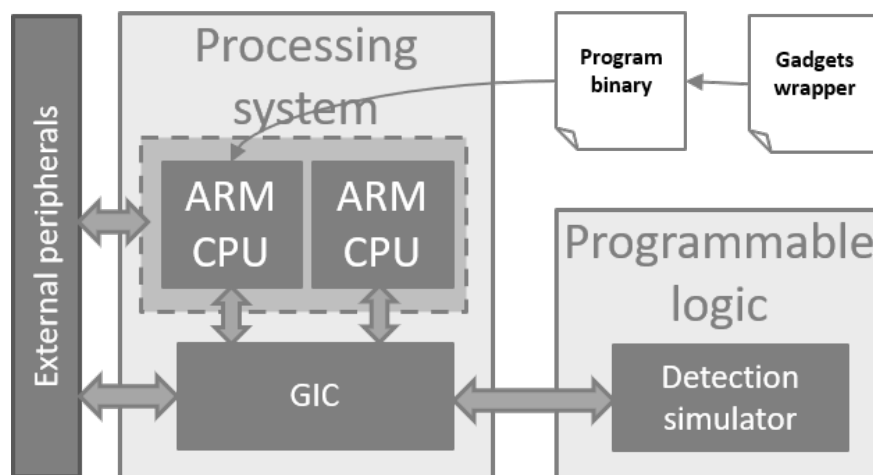 External peripherals
Processing
system
ARM
CPU
ARM
CPU
GIC
Program
binary
Gadgets
wrapper
Programmable
logic
Detection
simulator